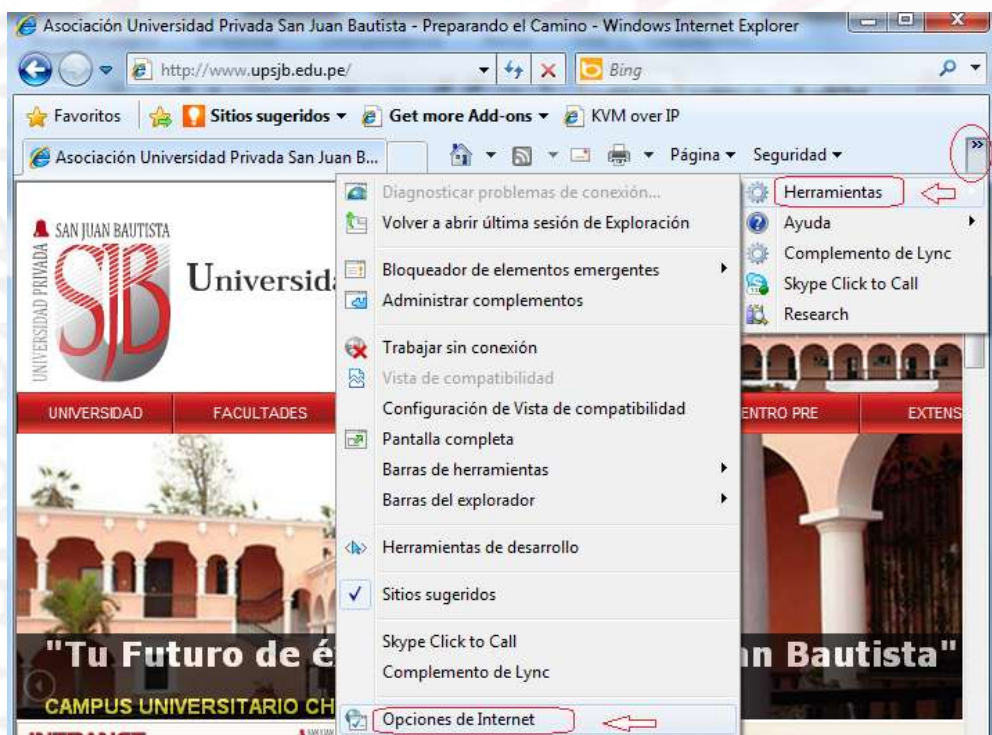 Asociación Universidad Privada San Juan Bautista - Preparando el Camino - Windows Internet Explorer
http://www.upsjb.edu.pe/
Bing
Favoritos
Sitios sugeridos
Get more Add-ons
KVM over IP
Asociación Universidad Privada San Juan B...
Página
Seguridad
»
Herramientas
Ayuda
Complemento de Lync
Skype Click to Call
Research
Diagnosticar problemas de conexión...
Volver a abrir última sesión de Exploración
Bloqueador de elementos emergentes
Administrar complementos
Trabajar sin conexión
Vista de compatibilidad
Configuración de Vista de compatibilidad
Pantalla completa
Barras de herramientas
Barras del explorador
Herramientas de desarrollo
Sitios sugeridos
Skype Click to Call
Complemento de Lync
Opciones de Internet
SAN JUAN BAUTISTA
UNIVERSIDAD PRIVADA
SJB
Universid
UNIVERSIDAD
FACULTADES
ENTRO PRE
EXTENS
"Tu Futuro de é
an Bautista"
CAMPUS UNIVERSITARIO CH